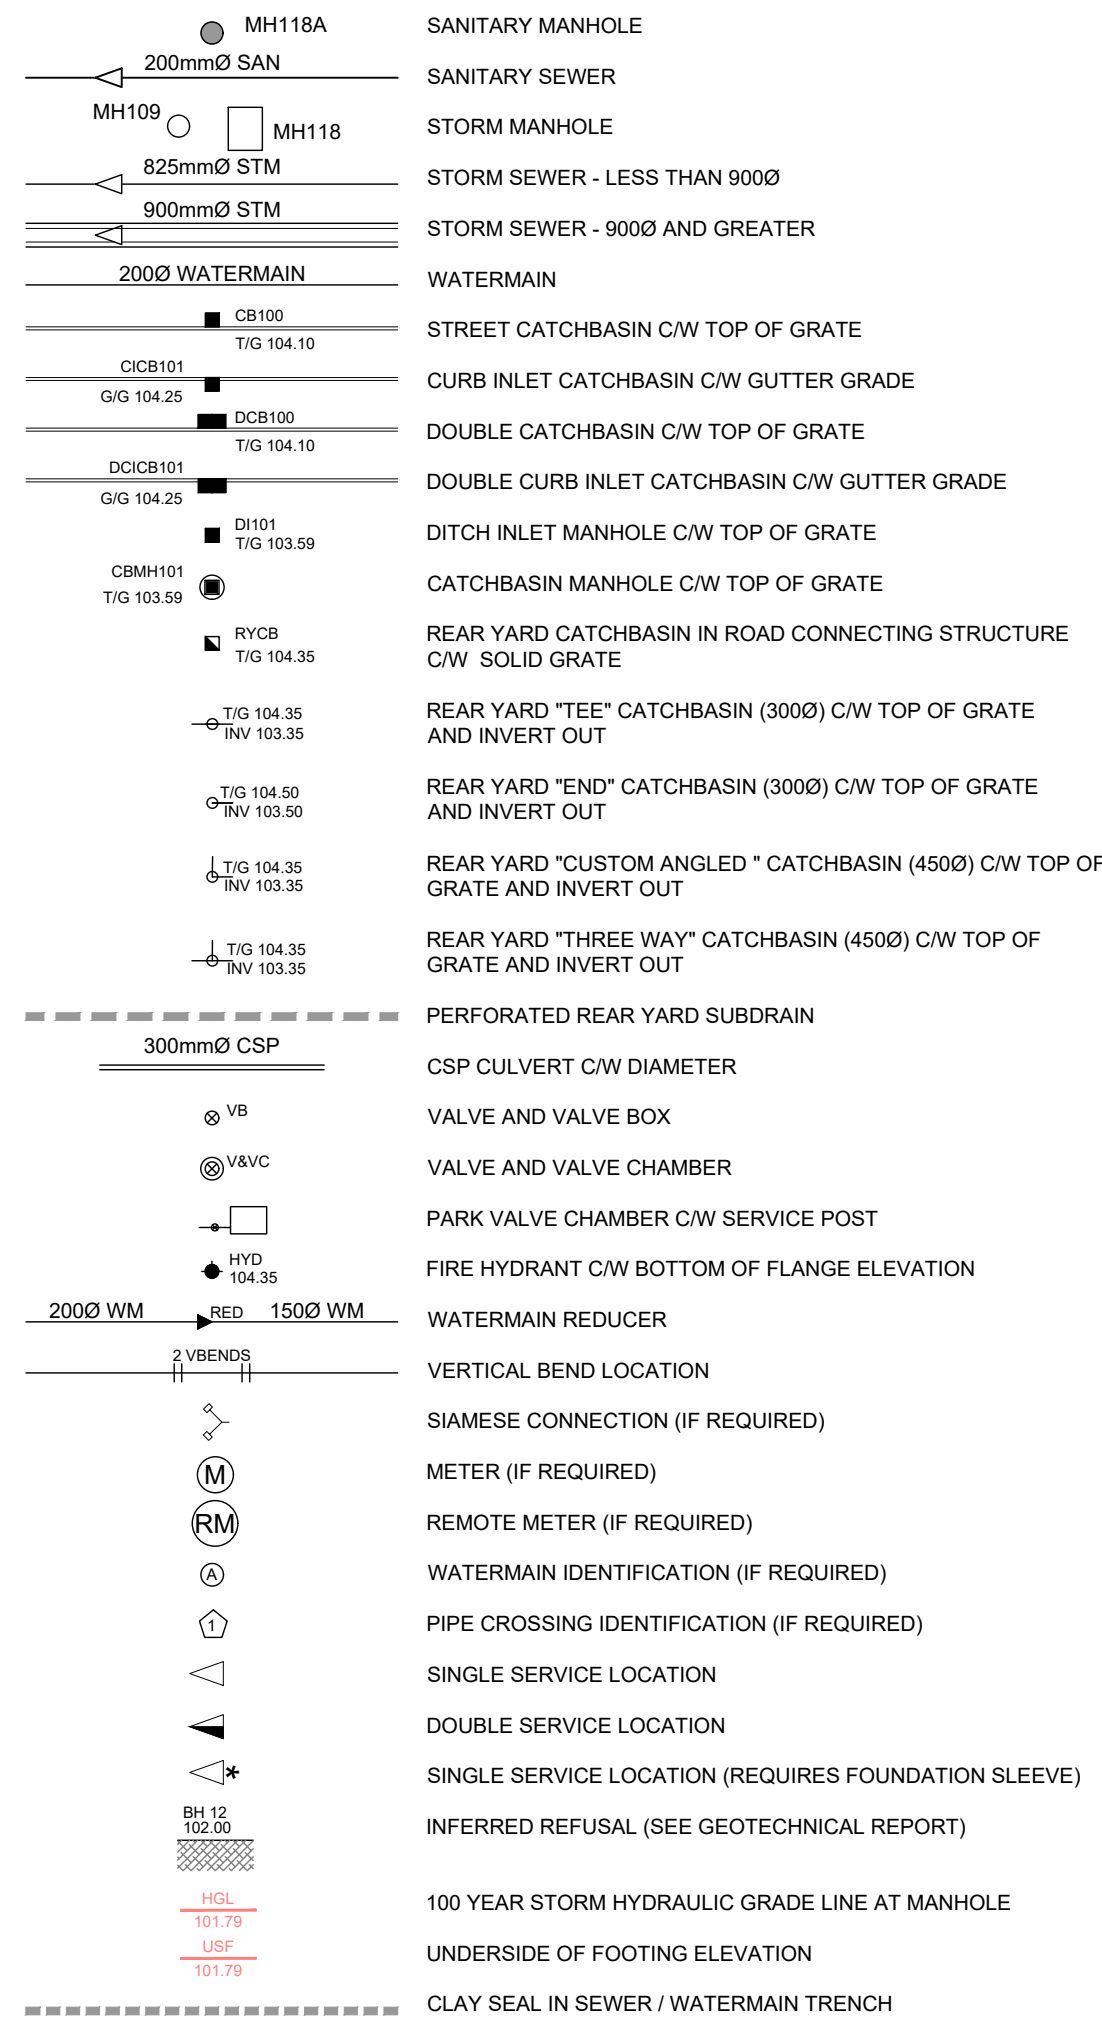 MH118A SANITARY MANHOLE
200mmØ SAN SANITARY SEWER
MH109 MH118 STORM MANHOLE
825mmØ STM STORM SEWER - LESS THAN 900Ø
900mmØ STM STORM SEWER - 900Ø AND GREATER
200Ø WATERMAIN WATERMAIN
CB100
T/G 104.10
STREET CATCHBASIN C/W TOP OF GRATE
CICB101
G/G 104.25
CURB INLET CATCHBASIN C/W GUTTER GRADE
DCB100
T/G 104.10
DOUBLE CATCHBASIN C/W TOP OF GRATE
DCICB101
G/G 104.25
DOUBLE CURB INLET CATCHBASIN C/W GUTTER GRADE
DI101
T/G 103.59
DITCH INLET MANHOLE C/W TOP OF GRATE
CBMH101
T/G 103.59
CATCHBASIN MANHOLE C/W TOP OF GRATE
RYCB
T/G 104.35
REAR YARD CATCHBASIN IN ROAD CONNECTING STRUCTURE
C/W SOLID GRATE
T/G 104.35
INV 103.35
REAR YARD "TEE" CATCHBASIN (300Ø) C/W TOP OF GRATE
AND INVERT OUT
T/G 104.50
INV 103.50
REAR YARD "END" CATCHBASIN (300Ø) C/W TOP OF GRATE
AND INVERT OUT
T/G 104.35
INV 103.35
REAR YARD "CUSTOM ANGLED " CATCHBASIN (450Ø) C/W TOP OF
GRATE AND INVERT OUT
T/G 104.35
INV 103.35
REAR YARD "THREE WAY" CATCHBASIN (450Ø) C/W TOP OF
GRATE AND INVERT OUT
PERFORATED REAR YARD SUBDRAIN
300mmØ CSP CSP CULVERT C/W DIAMETER
VB VALVE AND VALVE BOX
V&VC VALVE AND VALVE CHAMBER
PARK VALVE CHAMBER C/W SERVICE POST
HYD
104.35
FIRE HYDRANT C/W BOTTOM OF FLANGE ELEVATION
200Ø WM RED 150Ø WM WATERMAIN REDUCER
2 VBENDS VERTICAL BEND LOCATION
SIAMESE CONNECTION (IF REQUIRED)
M METER (IF REQUIRED)
RM REMOTE METER (IF REQUIRED)
A WATERMAIN IDENTIFICATION (IF REQUIRED)
1 PIPE CROSSING IDENTIFICATION (IF REQUIRED)
SINGLE SERVICE LOCATION
DOUBLE SERVICE LOCATION
* SINGLE SERVICE LOCATION (REQUIRES FOUNDATION SLEEVE)
BH 12
102.00
INFERRED REFUSAL (SEE GEOTECHNICAL REPORT)
HGL
101.79
100 YEAR STORM HYDRAULIC GRADE LINE AT MANHOLE
USF
101.79
UNDERSIDE OF FOOTING ELEVATION
CLAY SEAL IN SEWER / WATERMAIN TRENCH